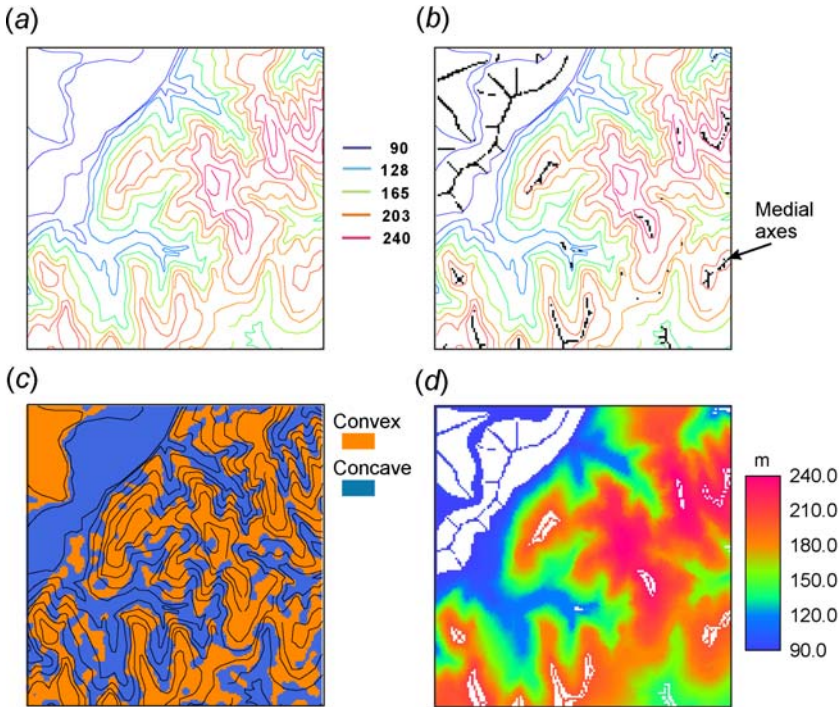 (a)
(b)
90
128
165
203
240
Medial
axes
(c)
(d)
Convex
Concave
m
240.0
210.0
180.0
150.0
120.0
90.0